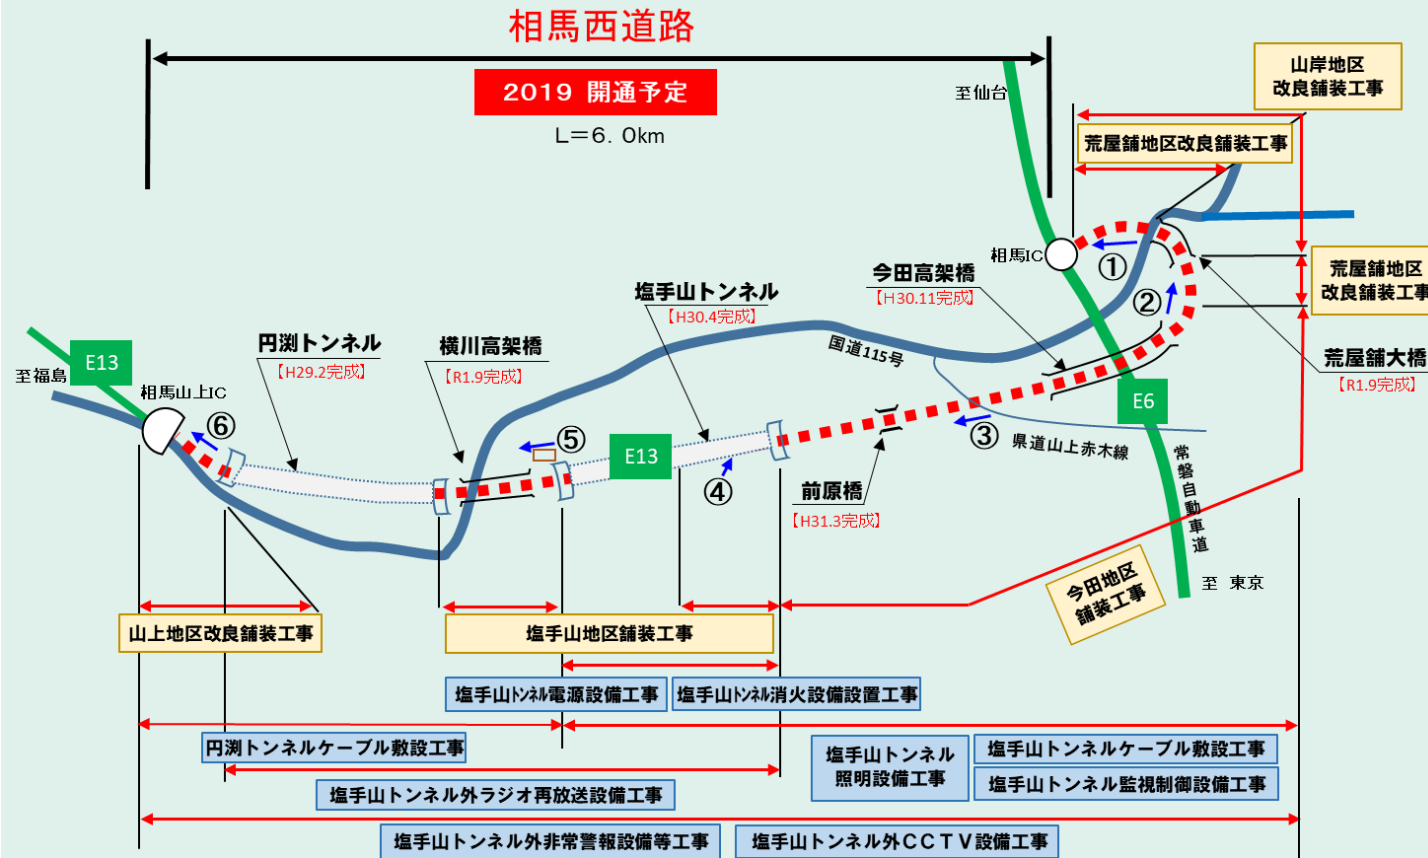 相馬西道路
2019 開通予定
L=6.0km
至仙台
山岸地区
改良舗装工事
荒屋舗地区改良舗装工事
相馬IC
①
②
荒屋舗地区
改良舗装工事
今田高架橋
【H30.11完成】
塩手山トンネル
【H30.4完成】
円渕トンネル
【H29.2完成】
横川高架橋
【R1.9完成】
国道115号
荒屋舗大橋
【R1.9完成】
E13
至福島
相馬山上IC
⑥
⑤
E13
④
③
E6
県道山上赤木線
前原橋
【H31.3完成】
常磐自動車道
至 東京
今田地区
舗装工事
山上地区改良舗装工事
塩手山地区舗装工事
塩手山トンネル電源設備工事
塩手山トンネル消火設備設置工事
円渕トンネルケーブル敷設工事
塩手山トンネル
照明設備工事
塩手山トンネルケーブル敷設工事
塩手山トンネル監視制御設備工事
塩手山トンネル外ラジオ再放送設備工事
塩手山トンネル外非常警報設備等工事
塩手山トンネル外CCTV設備工事